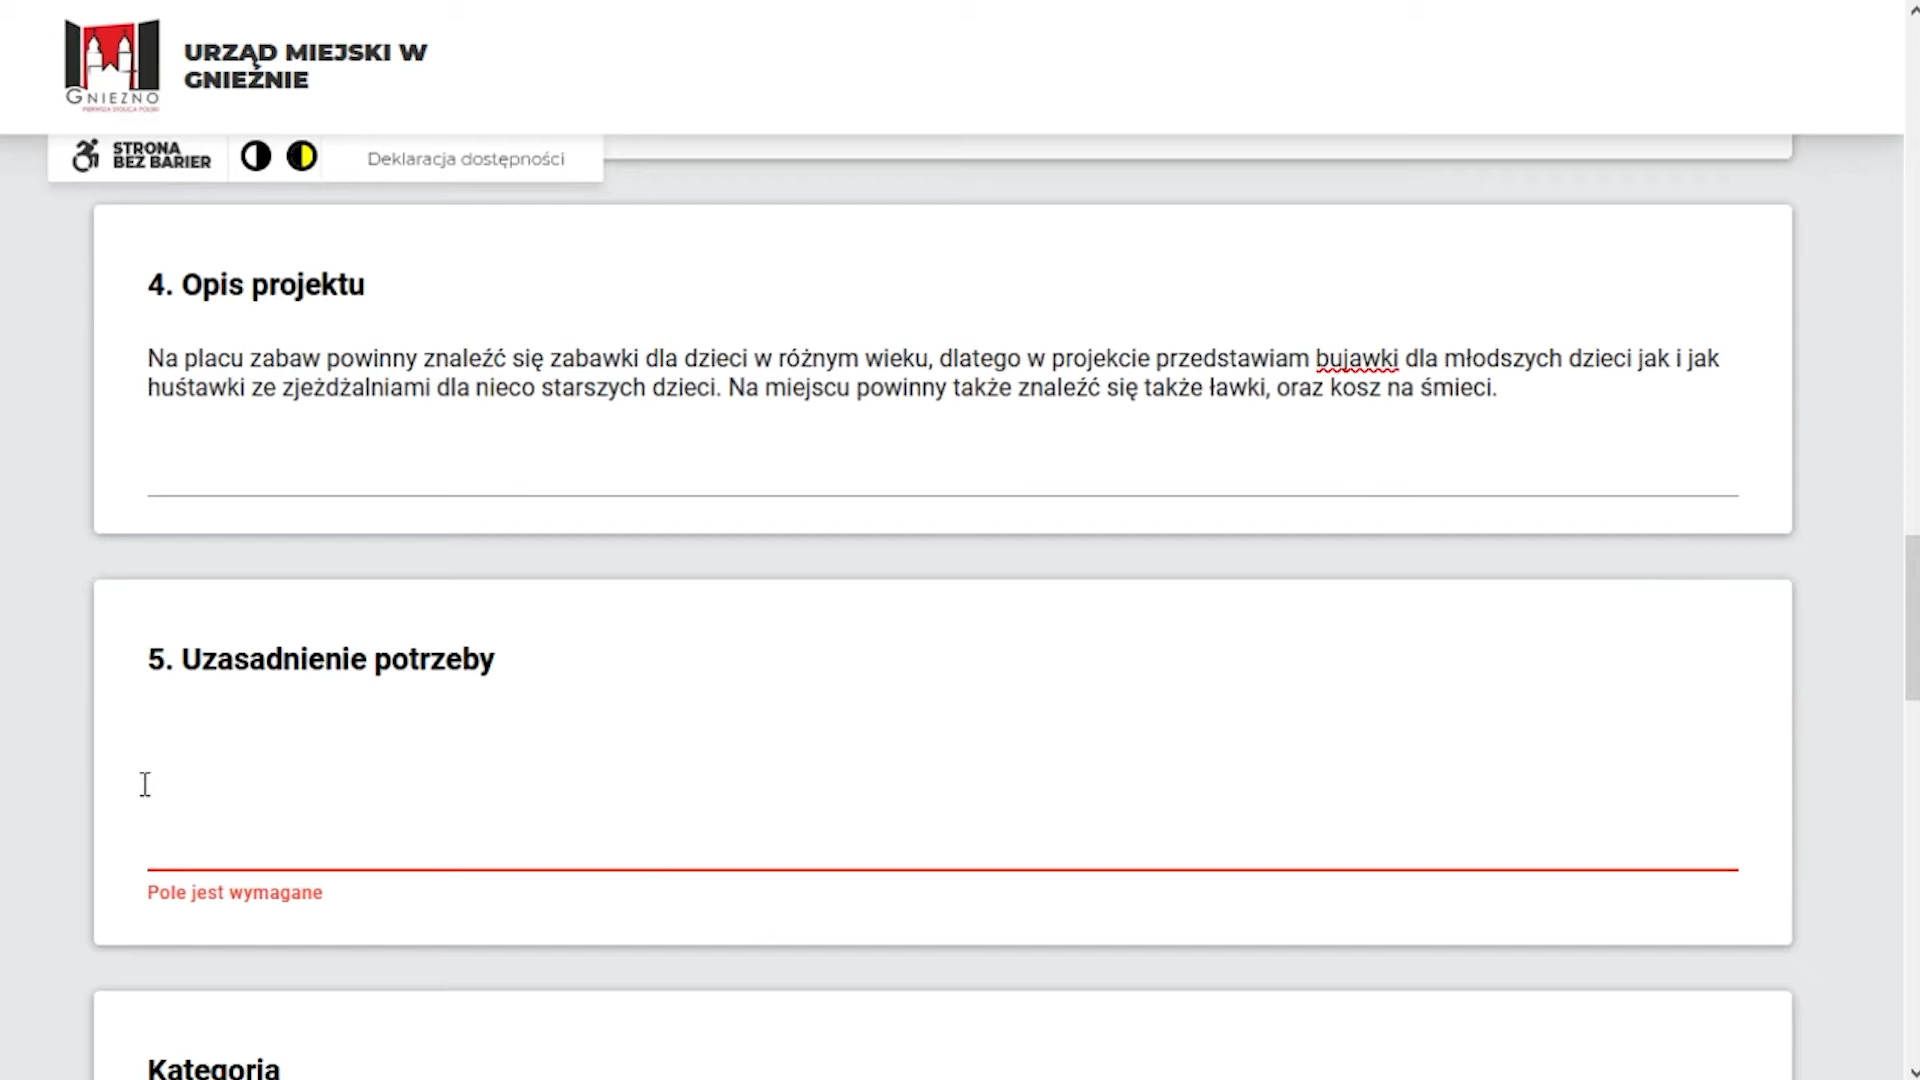 GNIEZNO
PIERWSZA STOLICA POLSKI
URZĄD MIEJSKI W
GNIEŹNIE
STRONA
BEZ BARIER
Deklaracja dostępności
4. Opis projektu
Na placu zabaw powinny znaleźć się zabawki dla dzieci w różnym wieku, dlatego w projekcie przedstawiam bujawki dla młodszych dzieci jak i jak
huśtawki ze zjeżdżalniami dla nieco starszych dzieci. Na miejscu powinny także znaleźć się także ławki, oraz kosz na śmieci.
5. Uzasadnienie potrzeby
Pole jest wymagane
Kategoria